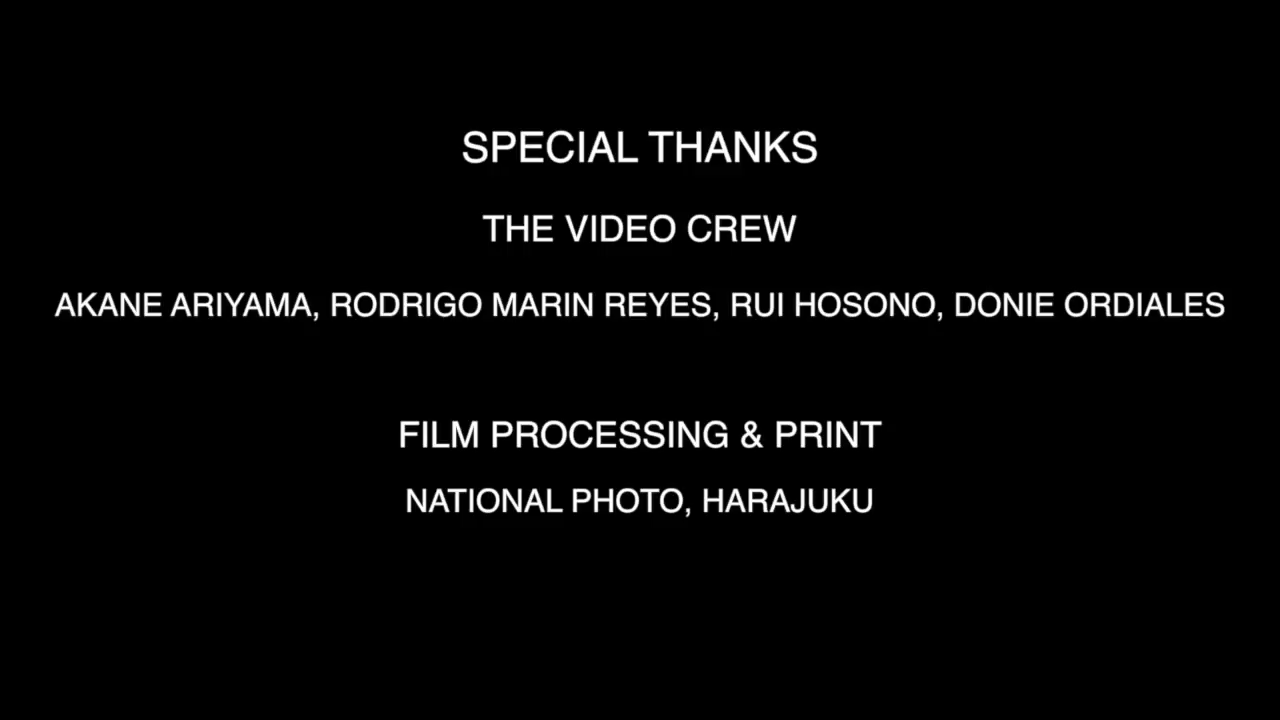 SPECIAL THANKS
THE VIDEO CREW
AKANE ARIYAMA, RODRIGO MARIN REYES, RUI HOSONO, DONIE ORDIALES
FILM PROCESSING & PRINT
NATIONAL PHOTO, HARAJUKU